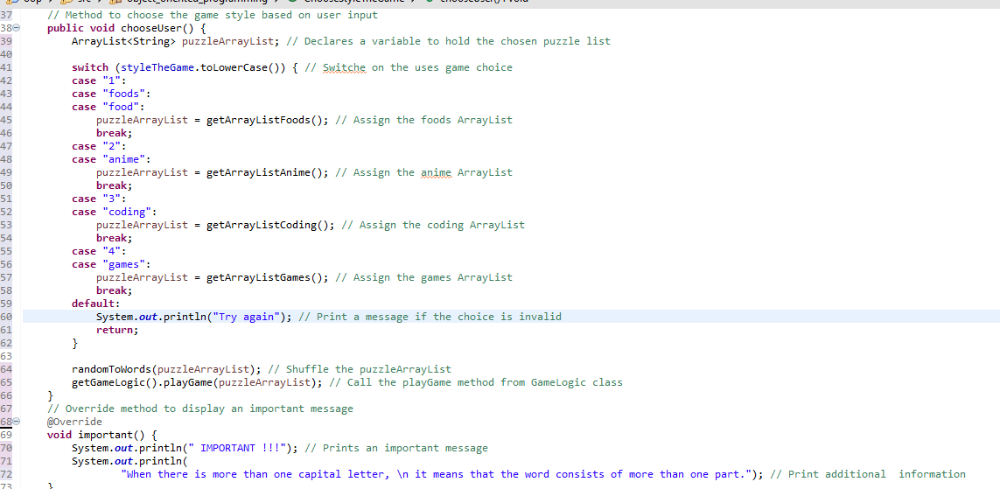 37 // Method to choose the game style based on user input
38 public void chooseUser() {
39 ArrayList<String> puzzleArrayList; // Declares a variable to hold the chosen puzzle list
40
41 switch (styleTheGame.toLowerCase()) { // Switche on the uses game choice
42 case "1":
43 case "foods":
44 case "food":
45 puzzleArrayList = getArrayListFoods(); // Assign the foods ArrayList
46 break;
47 case "2":
48 case "anime":
49 puzzleArrayList = getArrayListAnime(); // Assign the anime ArrayList
50 break;
51 case "3":
52 case "coding":
53 puzzleArrayList = getArrayListCoding(); // Assign the coding ArrayList
54 break;
55 case "4":
56 case "games":
57 puzzleArrayList = getArrayListGames(); // Assign the games ArrayList
58 break;
59 default:
60 System.out.println("Try again"); // Print a message if the choice is invalid
61 return;
62 }
63
64 randomToWords(puzzleArrayList); // Shuffle the puzzleArrayList
65 getGameLogic().playGame(puzzleArrayList); // Call the playGame method from GameLogic class
66 }
67 // Override method to display an important message
68 @Override
69 void important() {
70 System.out.println(" IMPORTANT !!!"); // Prints an important message
71 System.out.println(
72 "When there is more than one capital letter, \n it means that the word consists of more than one part."); // Print additional  information
73 }